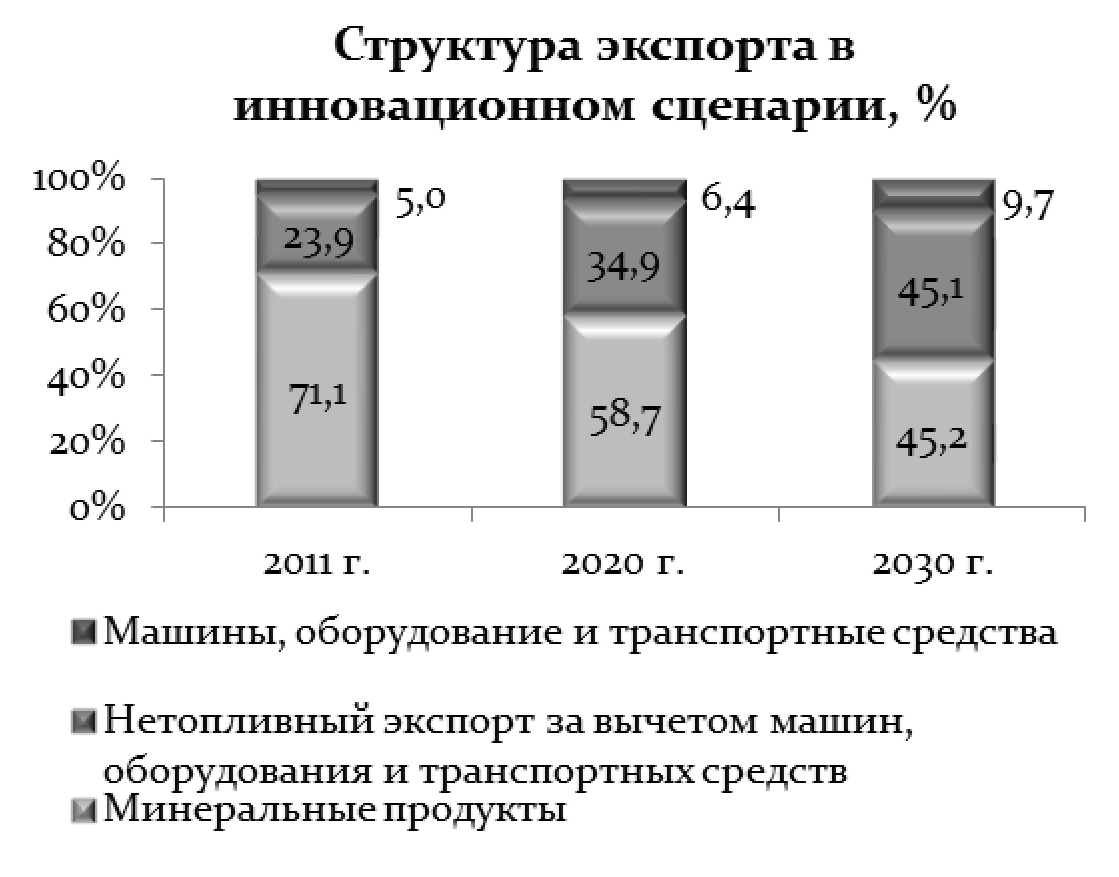 Структура экспорта в
инновационном сценарии, %
100%
80%
60%
40%
20%
0%
5,0
23,9
71,1
6,4
34,9
58,7
9,7
45,1
45,2
2011 г.
2020 г.
2030 г.
Машины, оборудование и транспортные средства
Нетопливный экспорт за вычетом машин,
оборудования и транспортных средств
Минеральные продукты